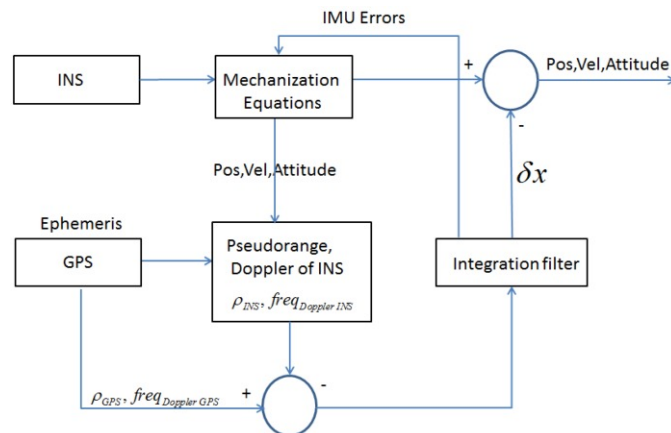 IMU Errors
INS
Mechanization
Equations
+
Pos,Vel,Attitude
-
Pos,Vel,Attitude
δx
Ephemeris
GPS
Pseudorange,
Doppler of INS
ρINS, freqDoppler INS
Integration filter
ρGPS, freqDoppler GPS
+
-